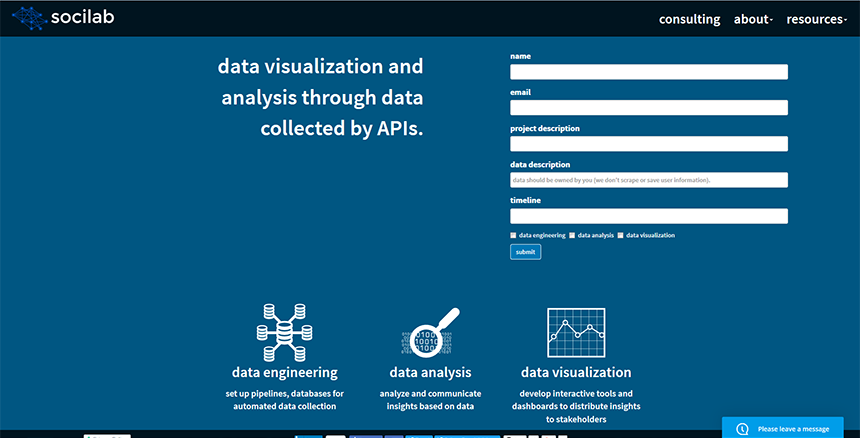 socilab
consulting about resources
data visualization and
analysis through data
collected by APIs.
name
email
project description
data description
data should be owned by you (we don't scrape or save user information).
timeline
data engineering data analysis data visualization
submit
data engineering
set up pipelines, databases for
automated data collection
data analysis
analyze and communicate
insights based on data
data visualization
develop interactive tools and
dashboards to distribute insights
to stakeholders
Please leave a message